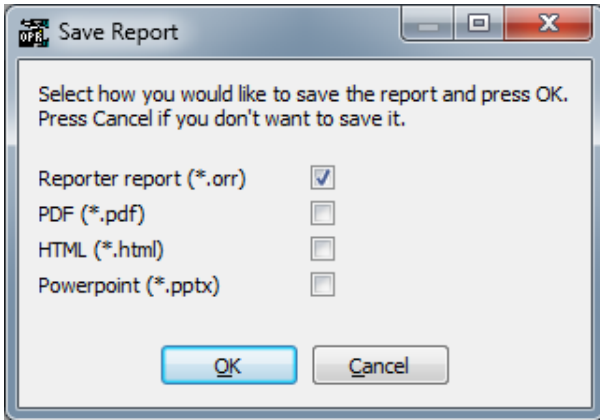 Save Report
Select how you would like to save the report and press OK.
Press Cancel if you don't want to save it.
Reporter report (*.orr)
PDF (*.pdf)
HTML (*.html)
Powerpoint (*.pptx)
OK
Cancel